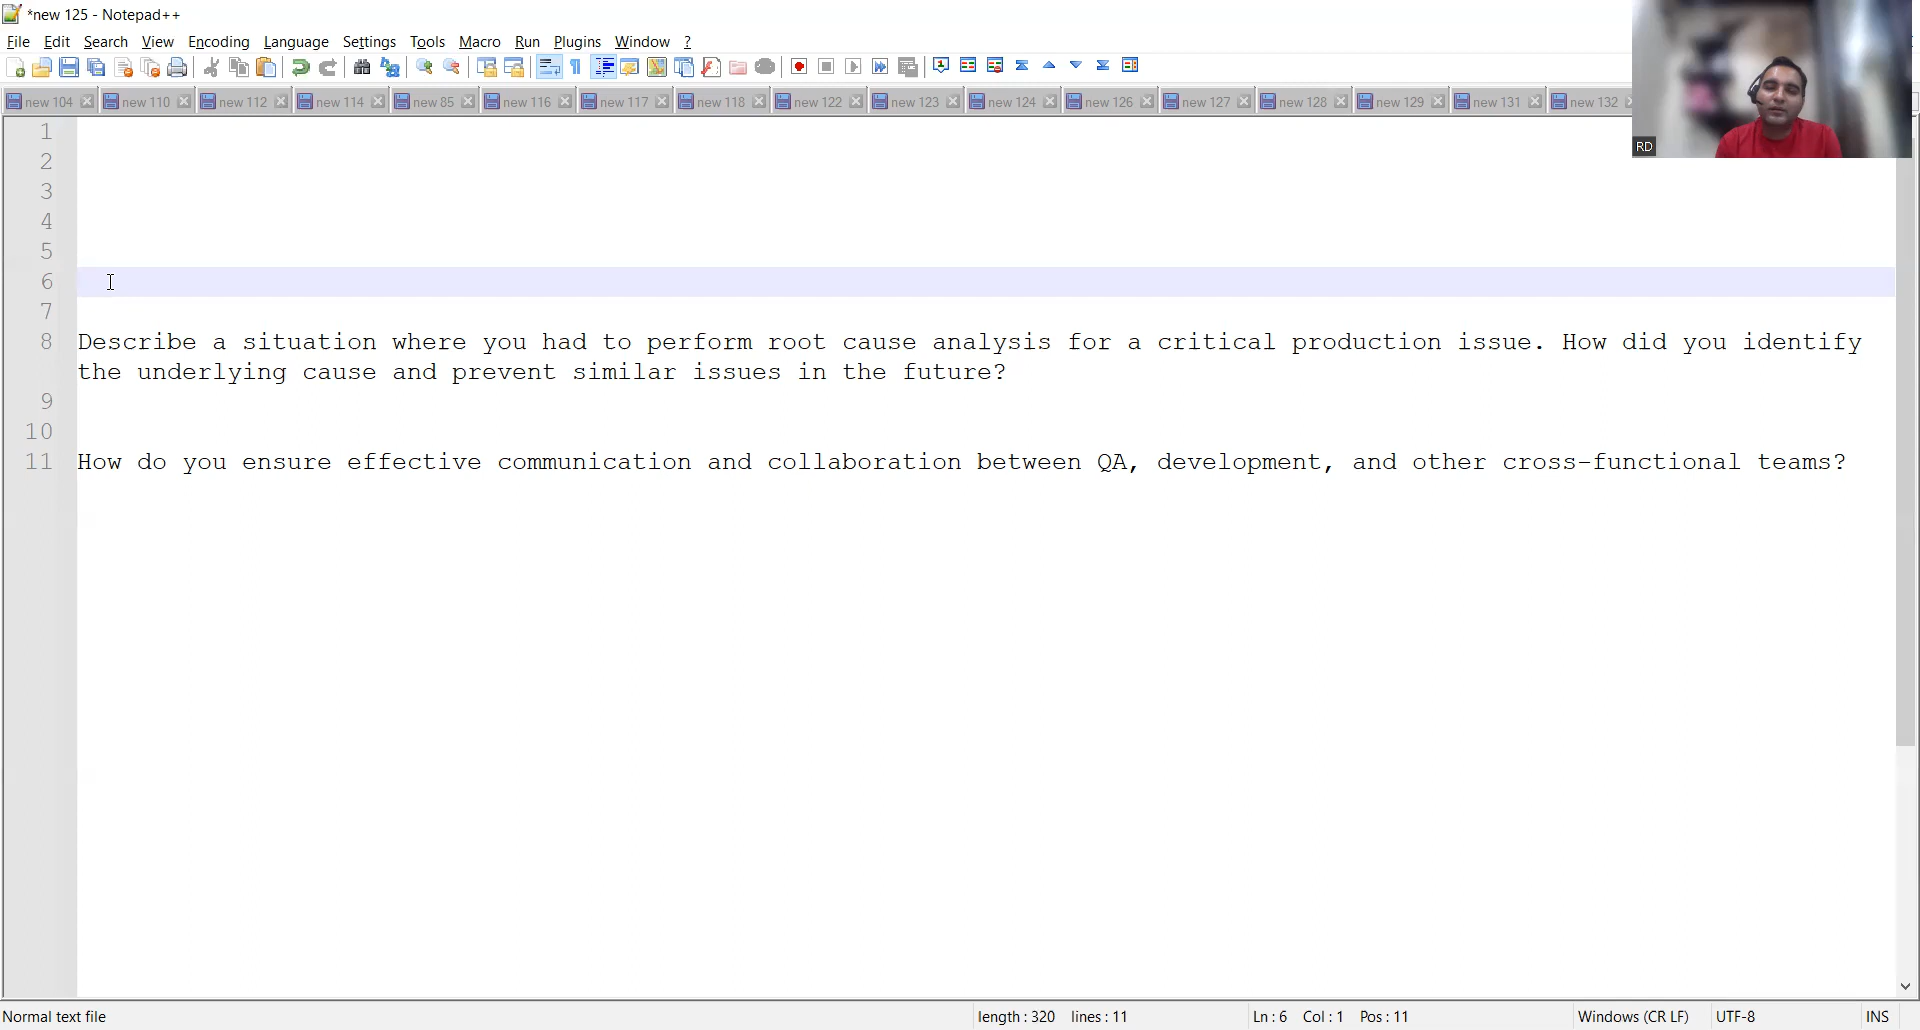 *new 125 - Notepad++
File Edit Search View Encoding Language Settings Tools Macro Run Plugins Window ?
new 104 new 110 new 112 new 114 new 85 new 116 new 117 new 118 new 122 new 123 new 124 new 126 new 127 new 128 new 129 new 131 new 132
RD
1
2
3
4
5
6
7
8 Describe a situation where you had to perform root cause analysis for a critical production issue. How did you identify
the underlying cause and prevent similar issues in the future?
9
10
11 How do you ensure effective communication and collaboration between QA, development, and other cross-functional teams?
Normal text file length : 320 lines : 11 Ln : 6 Col : 1 Pos : 11 Windows (CR LF) UTF-8 INS